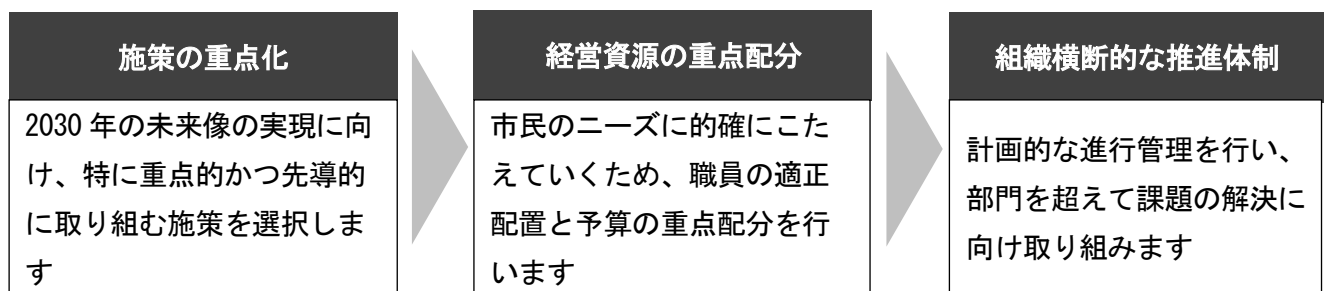 施策の重点化
2030 年の未来像の実現に向
け、特に重点的かつ先導的
に取り組む施策を選択しま
す
経営資源の重点配分
市民のニーズに的確にこた
えていくため、職員の適正
配置と予算の重点配分を行
います
組織横断的な推進体制
計画的な進行管理を行い、
部門を超えて課題の解決に
向け取り組みます